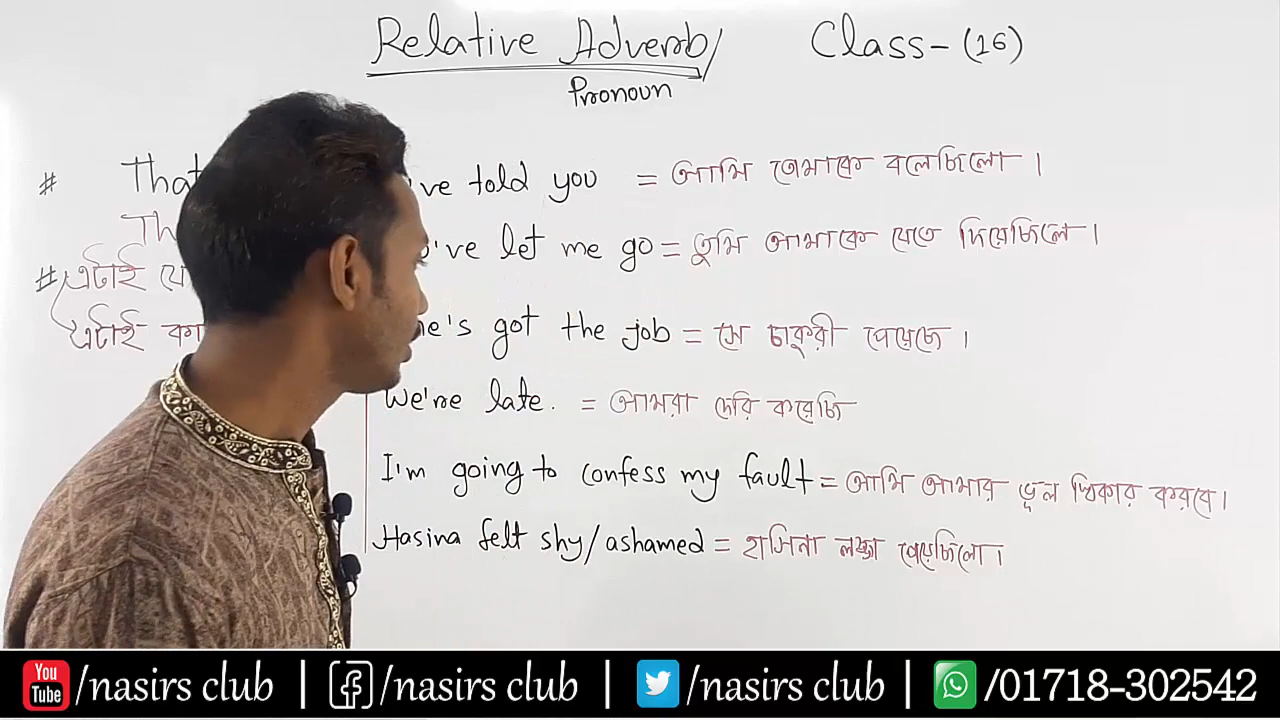 Relative Adverb/ Class-(16)
Pronoun
# That 've told you = আমি তোমাকে বলেছিলো ।
Th 've let me go = তুমি আমাকে যেতে দিয়েছিলে ।
# এটাই যে
এটাই কা 's got the job = সে চাকুরী পেয়েছে ।
We're late. = আমরা দেরি করেছি
I'm going to confess my fault = আমি আমার ভূল স্বিকার করবে ।
Hasina felt shy/ashamed = হাসিনা লজ্জা পেয়েছিলো ।
You Tube /nasirs club | f /nasirs club | /nasirs club | /01718-302542